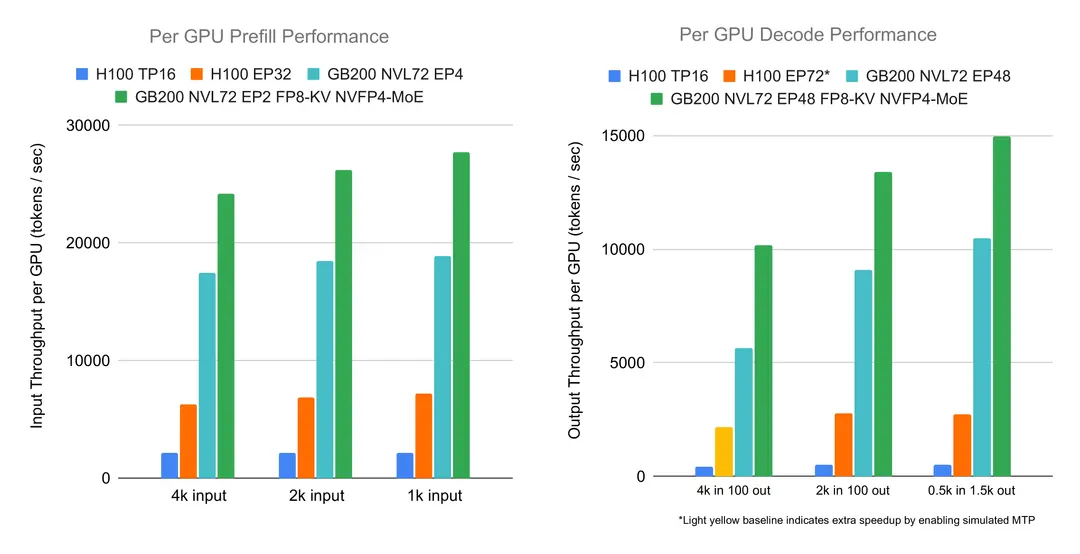 Per GPU Prefill Performance
H100 TP16
H100 EP32
GB200 NVL72 EP4
GB200 NVL72 EP2 FP8-KV NVFP4-MoE
Input Throughput per GPU (tokens / sec)
30000
20000
10000
0
4k input
2k input
1k input
Per GPU Decode Performance
H100 TP16
H100 EP72*
GB200 NVL72 EP48
GB200 NVL72 EP48 FP8-KV NVFP4-MoE
Output Throughput per GPU (tokens / sec)
15000
10000
5000
0
4k in 100 out
2k in 100 out
0.5k in 1.5k out
*Light yellow baseline indicates extra speedup by enabling simulated MTP